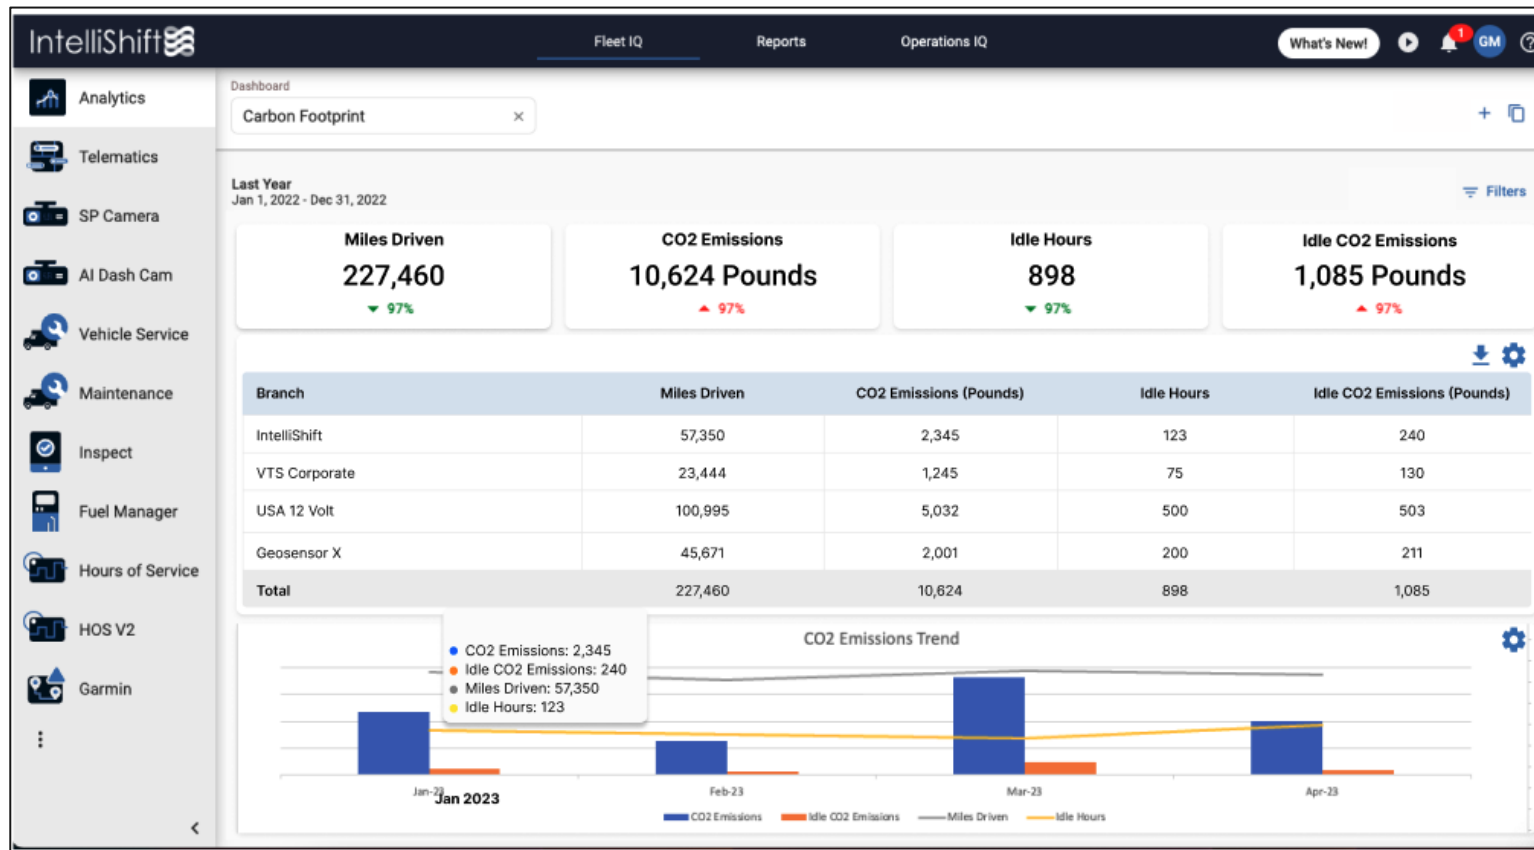 IntelliShift
Fleet IQ
Reports
Operations IQ
What's New!
1
GM
Analytics
Telematics
SP Camera
AI Dash Cam
Vehicle Service
Maintenance
Inspect
Fuel Manager
Hours of Service
HOS V2
Garmin
Dashboard
Carbon Footprint
Last Year
Jan 1, 2022 - Dec 31, 2022
Filters
Miles Driven
227,460
97%
CO2 Emissions
10,624 Pounds
97%
Idle Hours
898
97%
Idle CO2 Emissions
1,085 Pounds
97%
Branch Miles Driven CO2 Emissions (Pounds) Idle Hours Idle CO2 Emissions (Pounds)
IntelliShift 57,350 2,345 123 240
VTS Corporate 23,444 1,245 75 130
USA 12 Volt 100,995 5,032 500 503
Geosensor X 45,671 2,001 200 211
Total 227,460 10,624 898 1,085
CO2 Emissions Trend
CO2 Emissions: 2,345
Idle CO2 Emissions: 240
Miles Driven: 57,350
Idle Hours: 123
Jan-23 Feb-23 Mar-23 Apr-23
Jan 2023
CO2 Emissions Idle CO2 Emissions Miles Driven Idle Hours